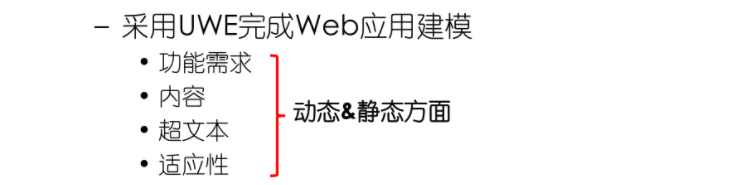 – 采用UWE完成Web应用建模
• 功能需求
• 内容
• 超文本
• 适应性
动态&静态方面